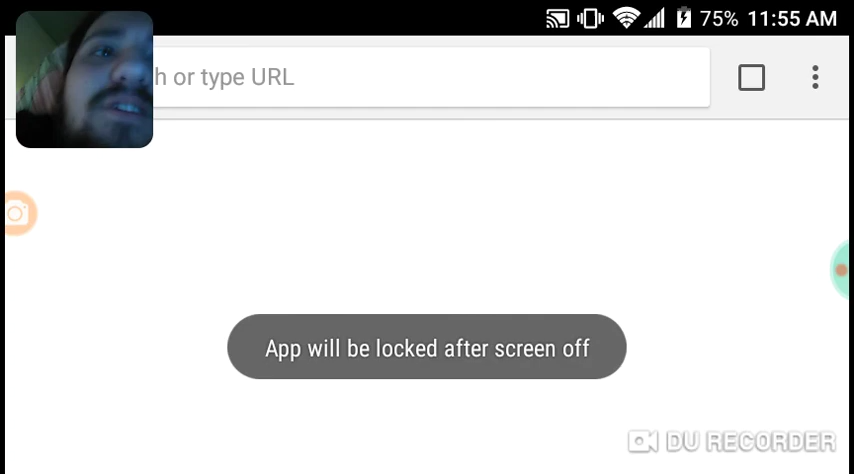 75% 11:55 AM
h or type URL
App will be locked after screen off
DU RECORDER